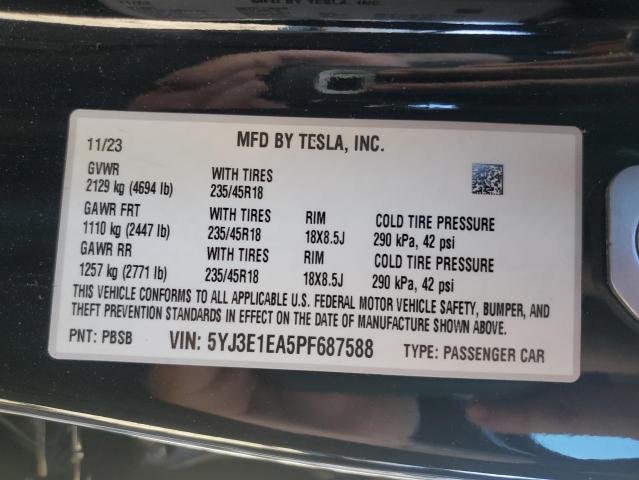 MFD BY TESLA, INC.
11/23 MFD BY TESLA, INC.
GVWR WITH TIRES
2129 kg (4694 lb) 235/45R18
GAWR FRT WITH TIRES RIM COLD TIRE PRESSURE
1110 kg (2447 lb) 235/45R18 18X8.5J 290 kPa, 42 psi
GAWR RR WITH TIRES RIM COLD TIRE PRESSURE
1257 kg (2771 lb) 235/45R18 18X8.5J 290 kPa, 42 psi
THIS VEHICLE CONFORMS TO ALL APPLICABLE U.S. FEDERAL MOTOR VEHICLE SAFETY, BUMPER, AND
THEFT PREVENTION STANDARDS IN EFFECT ON THE DATE OF MANUFACTURE SHOWN ABOVE.
PNT: PBSB VIN: 5YJ3E1EA5PF687588 TYPE: PASSENGER CAR